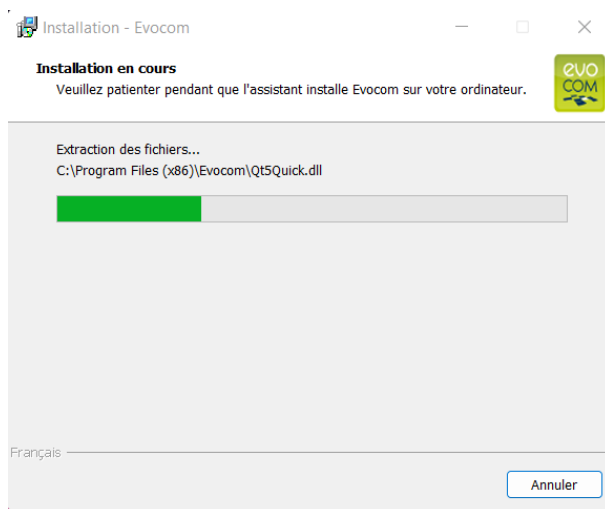 Installation - Evocom
Installation en cours
Veuillez patienter pendant que l'assistant installe Evocom sur votre ordinateur.
evo
COM
Extraction des fichiers...
C:\Program Files (x86)\Evocom\Qt5Quick.dll
Français
Annuler